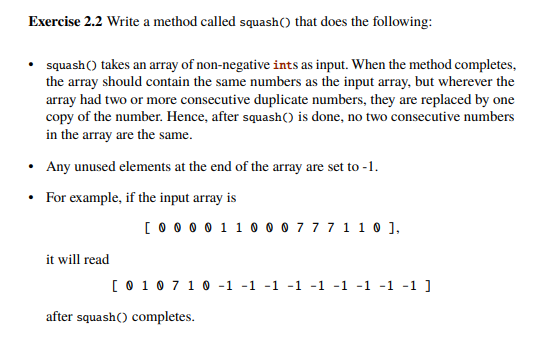 Exercise 2.2 Write a method called squash() that does the following:
• squash() takes an array of non-negative ints as input. When the method completes,
the array should contain the same numbers as the input array, but wherever the
array had two or more consecutive duplicate numbers, they are replaced by one
copy of the number. Hence, after squash() is done, no two consecutive numbers
in the array are the same.
• Any unused elements at the end of the array are set to -1.
• For example, if the input array is
[ 0 0 0 0 1 1 0 0 0 7 7 7 1 1 0 ],
it will read
[ 0 1 0 7 1 0 -1 -1 -1 -1 -1 -1 -1 -1 -1 ]
after squash() completes.